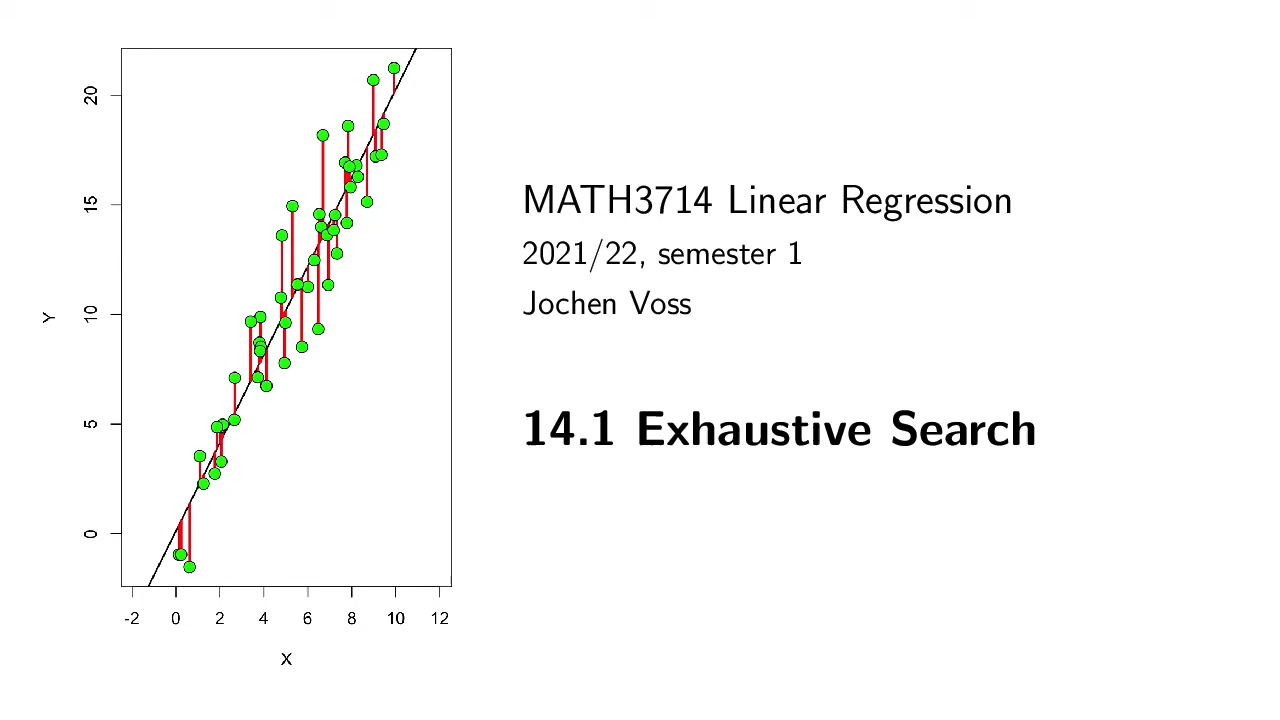 MATH3714 Linear Regression
2021/22, semester 1
Jochen Voss
14.1 Exhaustive Search
Y
20
15
10
5
0
-2 0 2 4 6 8 10 12
X